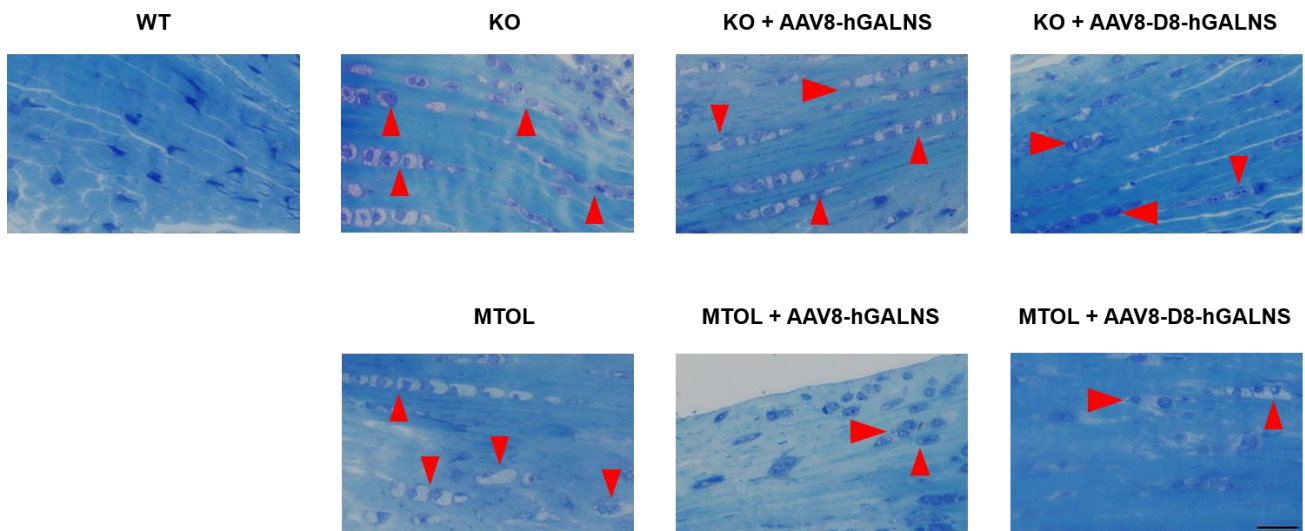 WT
KO
KO + AAV8-hGALNS
KO + AAV8-D8-hGALNS
MTOL
MTOL + AAV8-hGALNS
MTOL + AAV8-D8-hGALNS